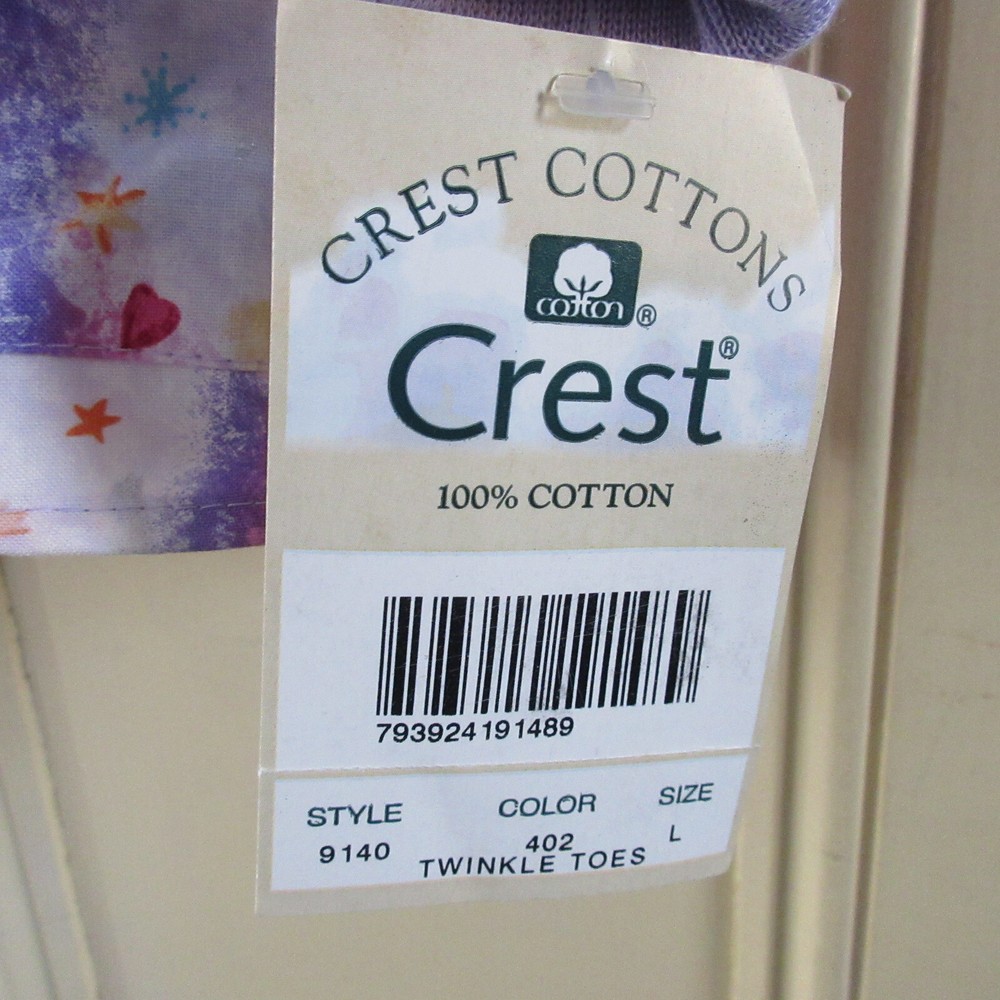 CREST COTTONS
cotton ®
Crest®
100% COTTON
793924191489
STYLE COLOR SIZE
9140 402 L
TWINKLE TOES